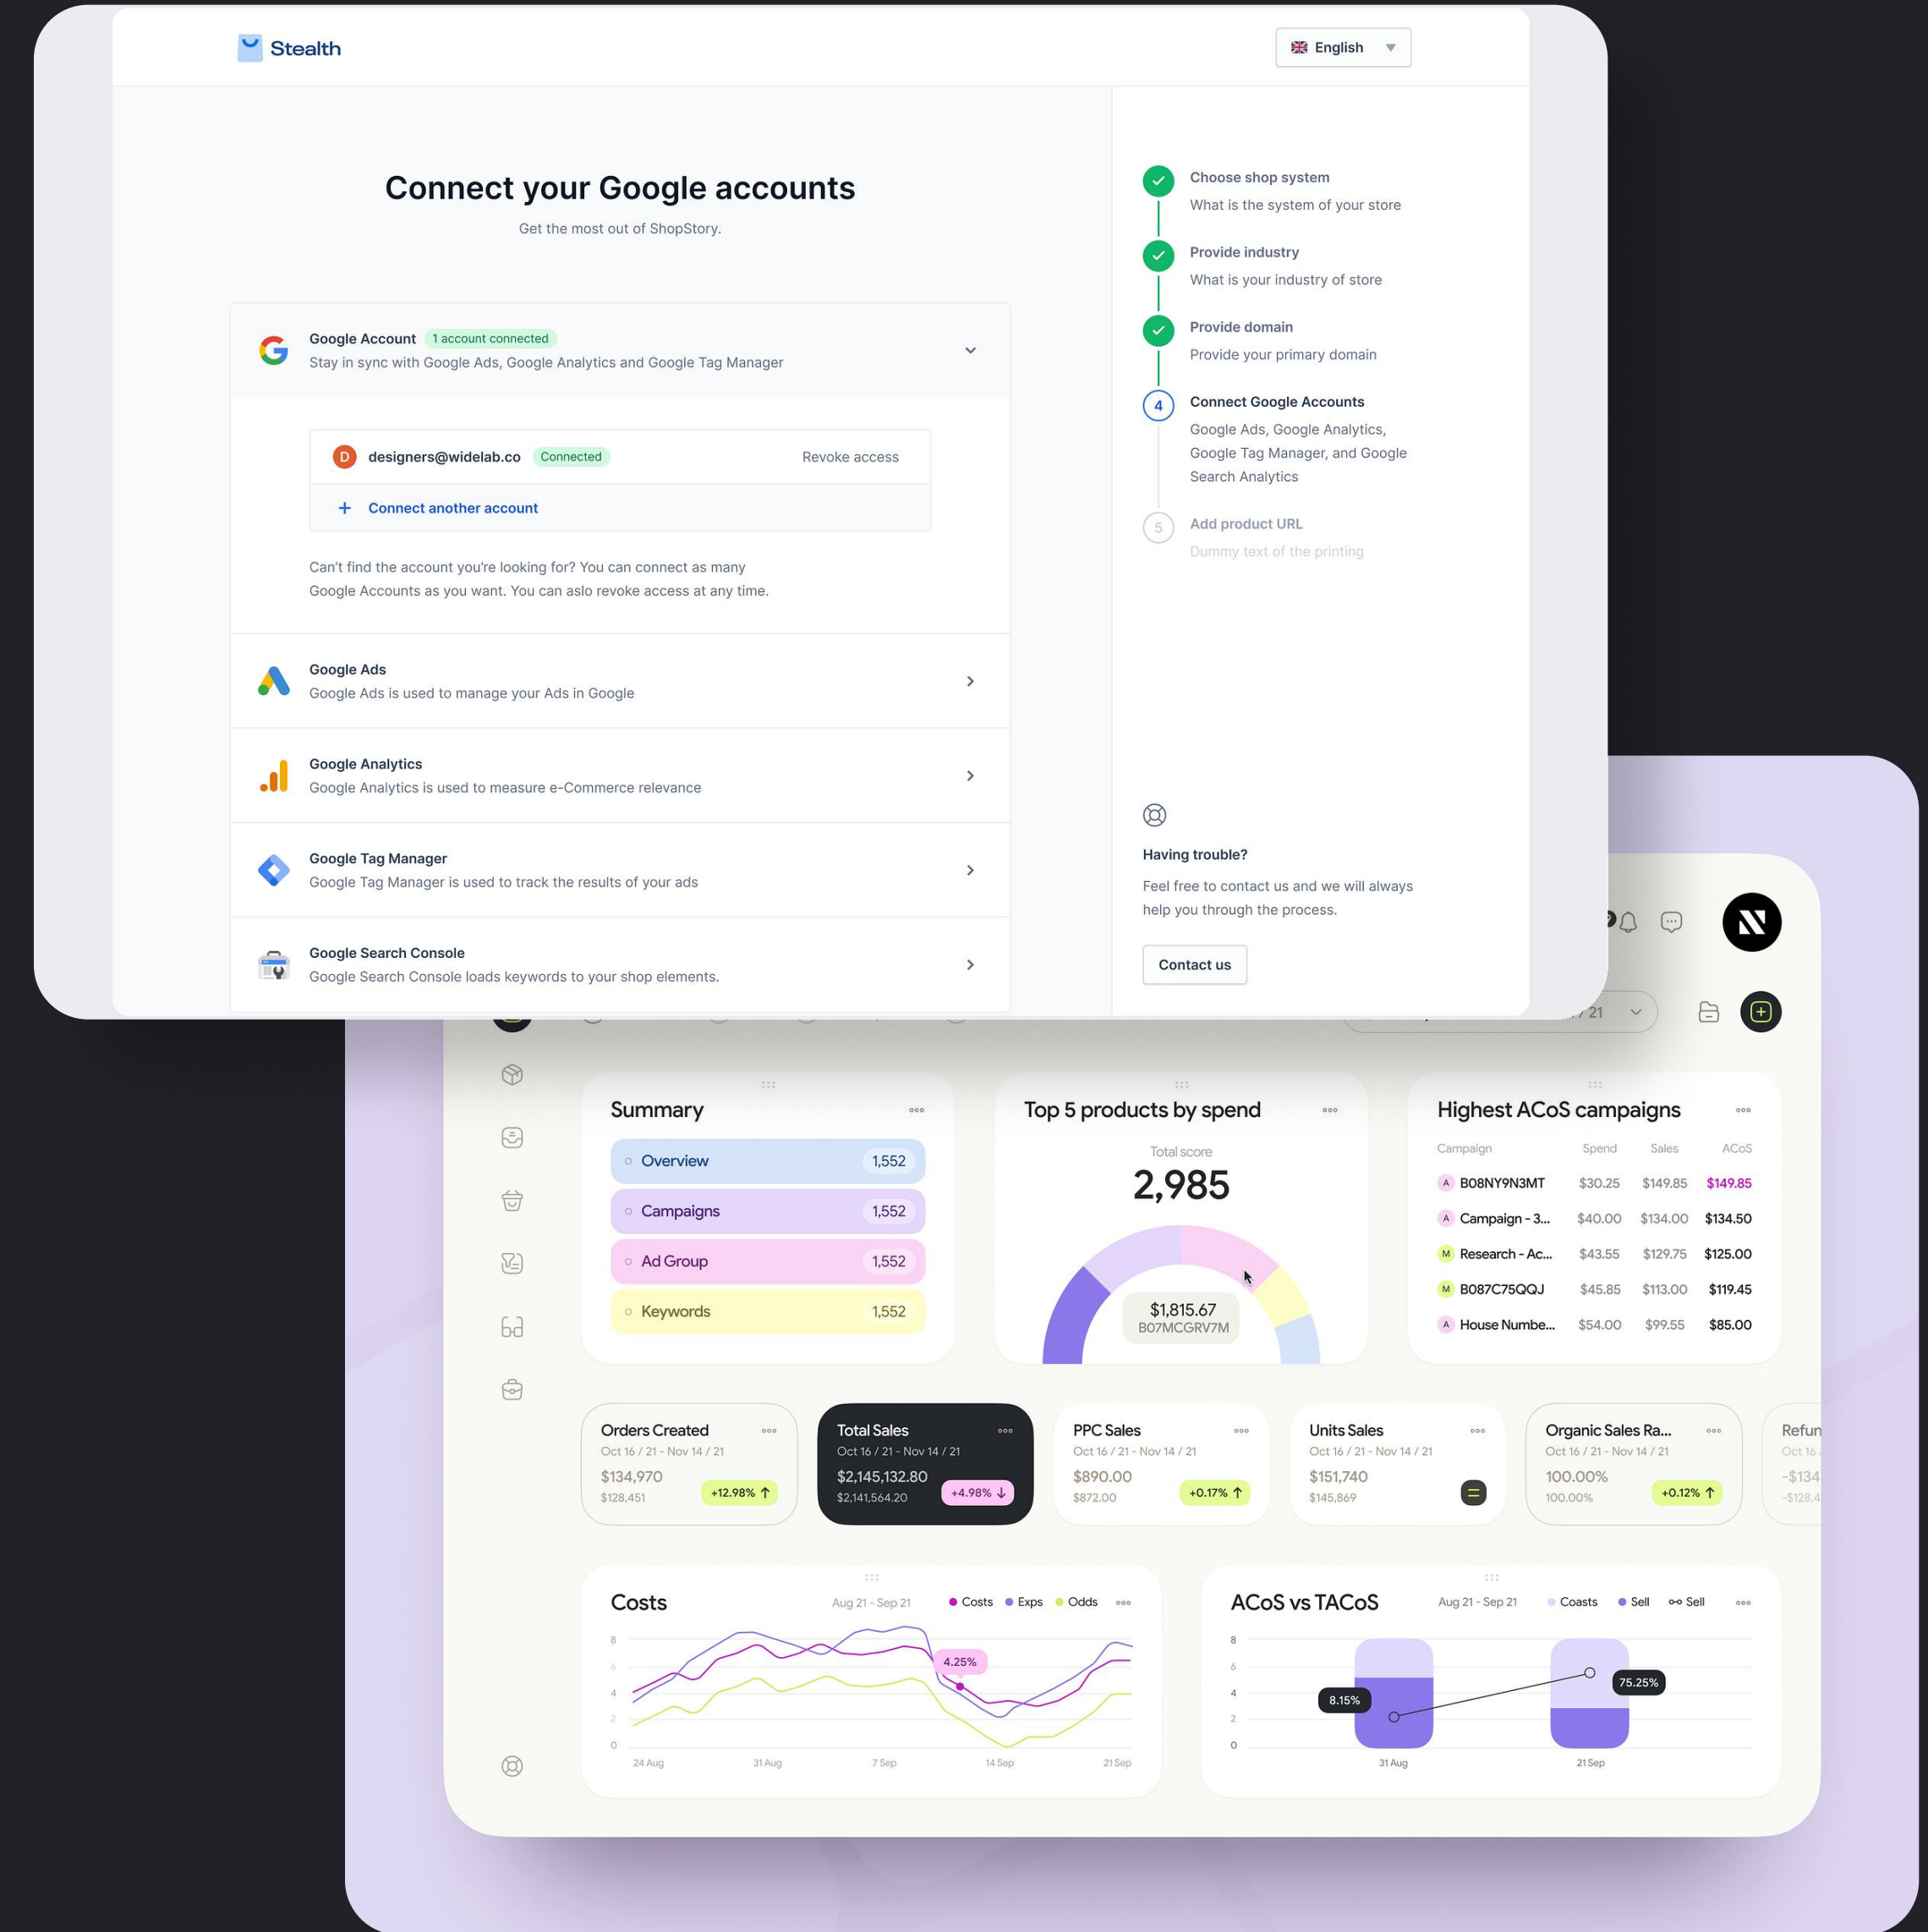 Stealth
English
Connect your Google accounts
Get the most out of ShopStory.
Google Account 1 account connected
Stay in sync with Google Ads, Google Analytics and Google Tag Manager
D designers@widelab.co Connected Revoke access
+ Connect another account
Can't find the account you're looking for? You can connect as many
Google Accounts as you want. You can aslo revoke access at any time.
Google Ads
Google Ads is used to manage your Ads in Google
Google Analytics
Google Analytics is used to measure e-Commerce relevance
Google Tag Manager
Google Tag Manager is used to track the results of your ads
Google Search Console
Google Search Console loads keywords to your shop elements.
Choose shop system
What is the system of your store
Provide industry
What is your industry of store
Provide domain
Provide your primary domain
4 Connect Google Accounts
Google Ads, Google Analytics,
Google Tag Manager, and Google
Search Analytics
5 Add product URL
Dummy text of the printing
Having trouble?
Feel free to contact us and we will always
help you through the process.
Contact us
/ 21
Summary
Overview 1,552
Campaigns 1,552
Ad Group 1,552
Keywords 1,552
Top 5 products by spend
Total score
2,985
$1,815.67
B07MCGRV7M
Highest ACoS campaigns
Campaign Spend Sales ACoS
A B08NY9N3MT $30.25 $149.85 $149.85
A Campaign - 3... $40.00 $134.00 $134.50
M Research - Ac... $43.55 $129.75 $125.00
M B087C75QQJ $45.85 $113.00 $119.45
A House Numbe... $54.00 $99.55 $85.00
Orders Created
Oct 16 / 21 - Nov 14 / 21
$134,970
$128,451 +12.98%
Total Sales
Oct 16 / 21 - Nov 14 / 21
$2,145,132.80
$2,141,564.20 +4.98%
PPC Sales
Oct 16 / 21 - Nov 14 / 21
$890.00
$872.00 +0.17%
Units Sales
Oct 16 / 21 - Nov 14 / 21
$151,740
$145,869 =
Organic Sales Ra...
Oct 16 / 21 - Nov 14 / 21
100.00%
100.00% +0.12%
Refun
Oct 16
-$134
-$128,4
Costs Aug 21 - Sep 21 Costs Exps Odds
8
6
4
2
0
4.25%
24 Aug 31 Aug 7 Sep 14 Sep 21 Sep
ACoS vs TACoS Aug 21 - Sep 21 Coasts Sell Sell
8
6
4
2
0
8.15%
75.25%
31 Aug 21 Sep